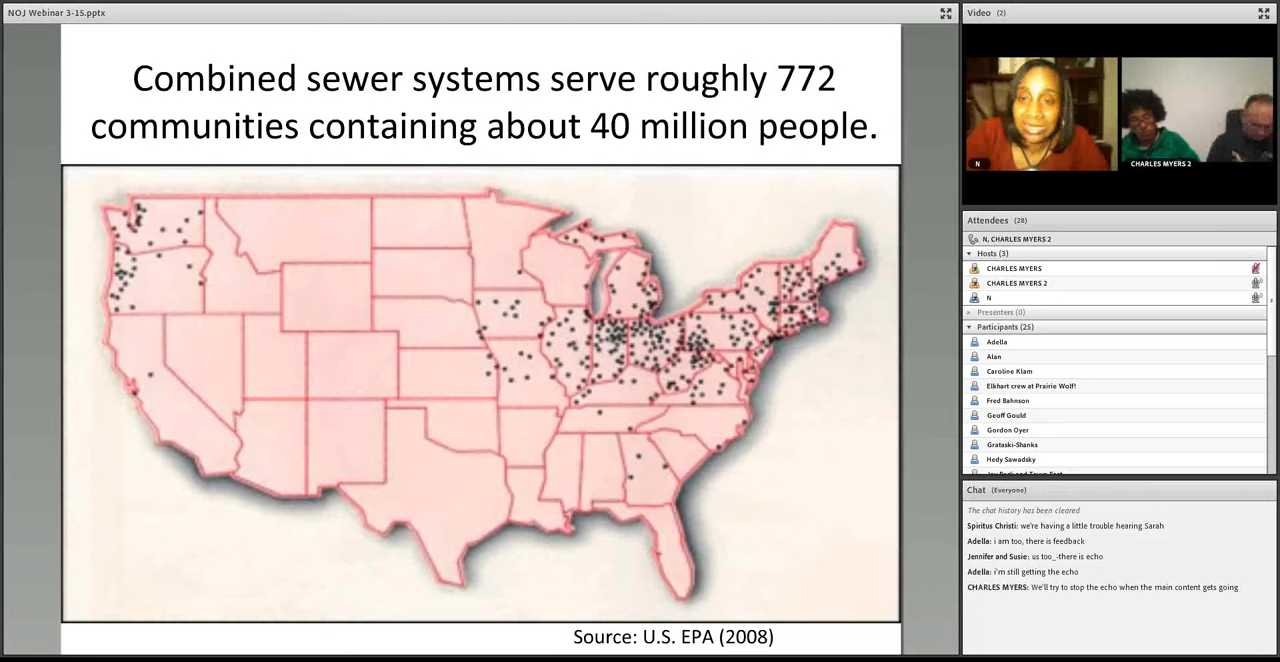 NOJ Webinar 3-15.pptx
Combined sewer systems serve roughly 772
communities containing about 40 million people.
Source: U.S. EPA (2008)
Video (2)
N
CHARLES MYERS 2
Attendees (28)
N, CHARLES MYERS 2
Hosts (3)
CHARLES MYERS
CHARLES MYERS 2
N
Presenters (0)
Participants (25)
Adella
Alan
Caroline Klam
Elkhart crew at Prairie Wolf!
Fred Bahnson
Geoff Gould
Gordon Oyer
Grataski-Shanks
Hedy Sawadsky
Chat (Everyone)
The chat history has been cleared
Spiritus Christi: we're having a little trouble hearing Sarah
Adella: i am too, there is feedback
Jennifer and Susie: us too_-there is echo
Adella: i'm still getting the echo
CHARLES MYERS: We'll try to stop the echo when the main content gets going